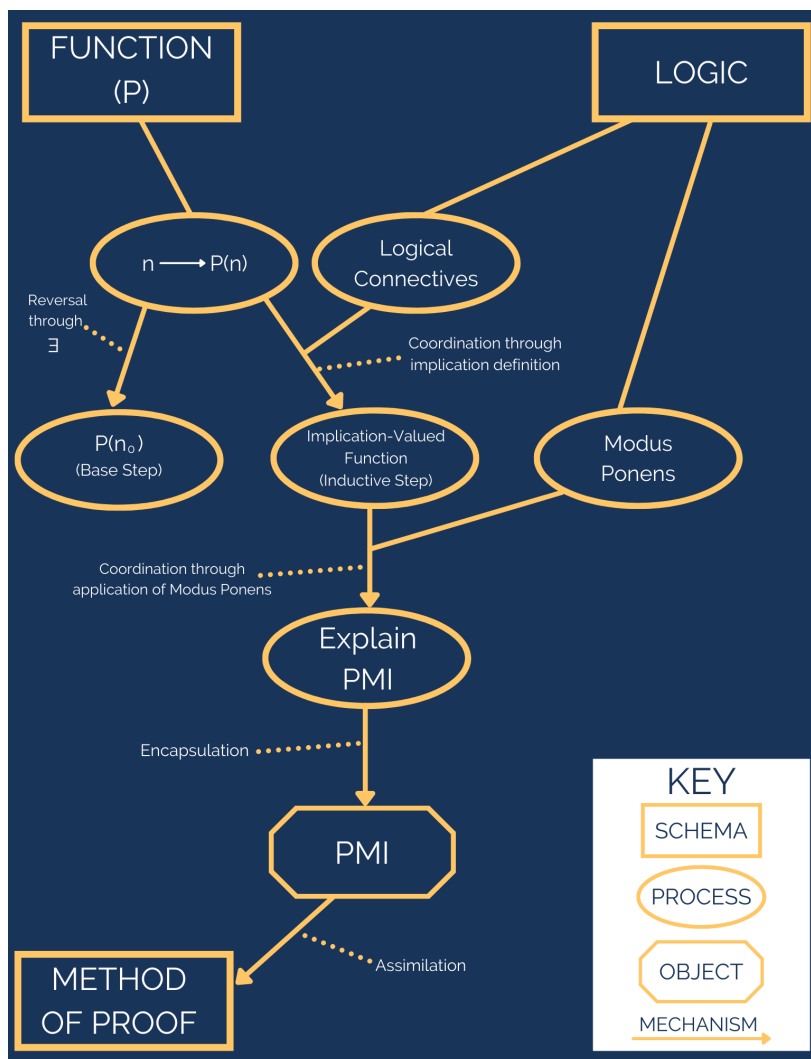 FUNCTION
(P)
LOGIC
n → P(n)
Logical
Connectives
Reversal
through
∃
Coordination through
implication definition
P(n₀)
(Base Step)
Implication-Valued
Function
(Inductive Step)
Modus
Ponens
Coordination through
application of Modus Ponens
Explain
PMI
Encapsulation
PMI
Assimilation
METHOD
OF PROOF
KEY
SCHEMA
PROCESS
OBJECT
MECHANISM